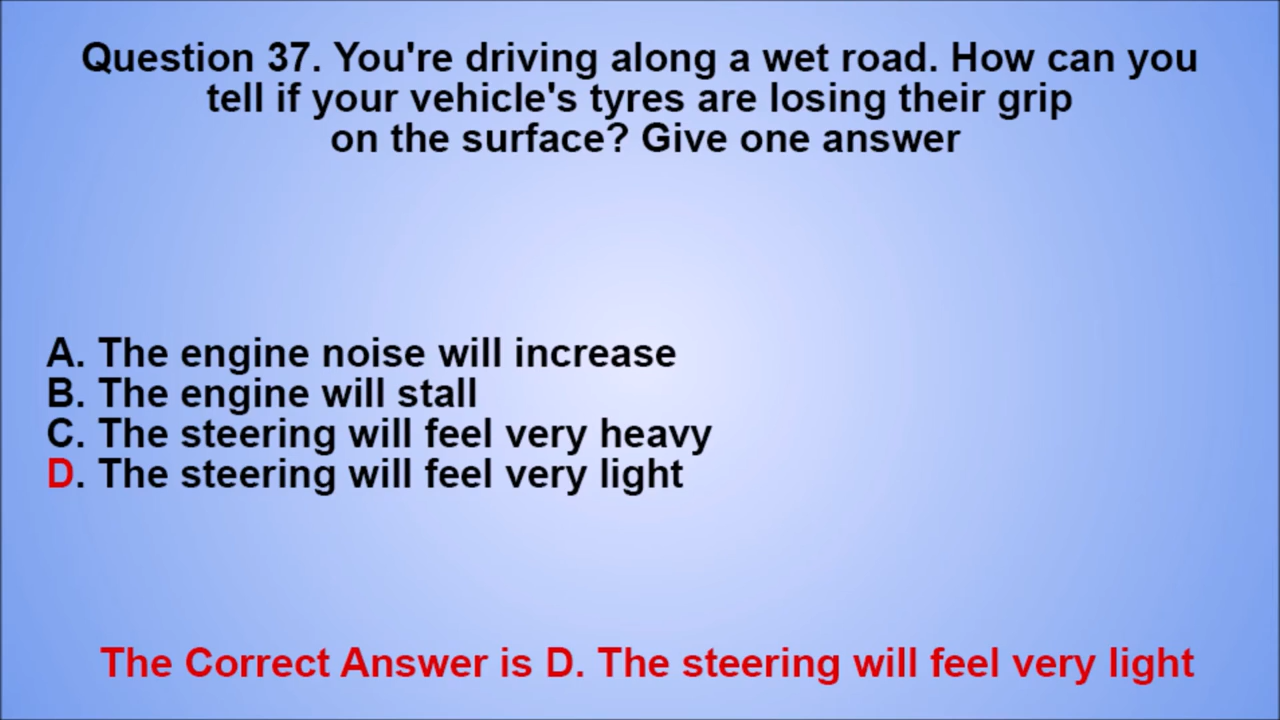 Question 37. You're driving along a wet road. How can you
tell if your vehicle's tyres are losing their grip
on the surface? Give one answer
A. The engine noise will increase
B. The engine will stall
C. The steering will feel very heavy
D. The steering will feel very light
The Correct Answer is D. The steering will feel very light